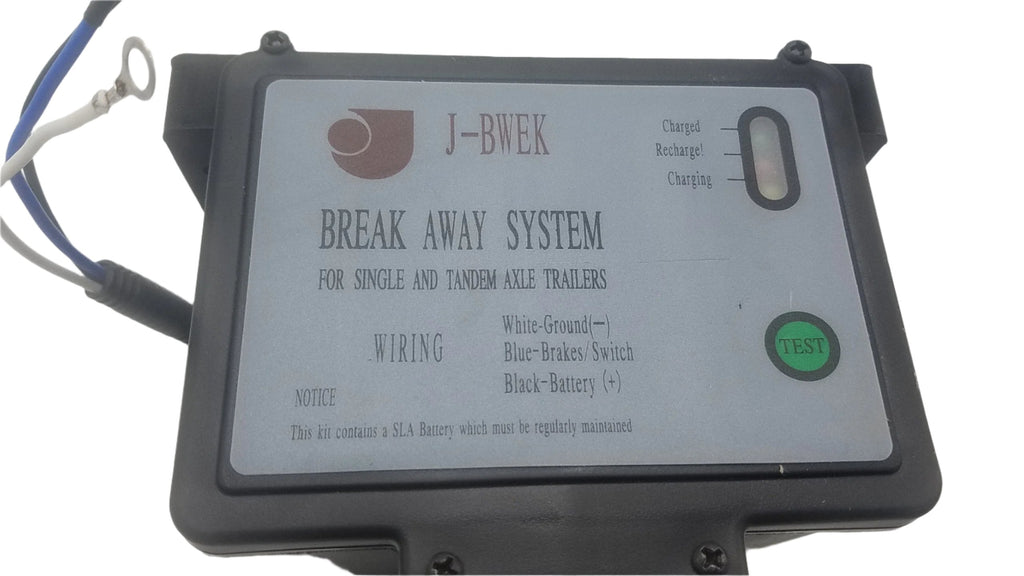 J-BWEK
Charged
Recharge!
Charging
BREAK AWAY SYSTEM
FOR SINGLE AND TANDEM AXLE TRAILERS
WIRING
White-Ground(—)
Blue-Brakes/Switch
Black-Battery (+)
TEST
NOTICE
This kit contains a SLA Battery which must be regularly maintained